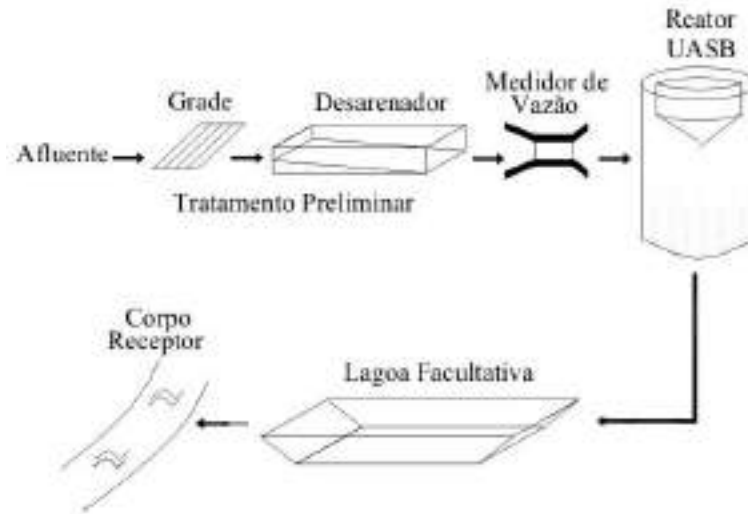 Reator
UASB
Medidor de
Vazão
Grade
Desarenador
Afluente
Tratamento Preliminar
Corpo
Receptor
Lagoa Facultativa